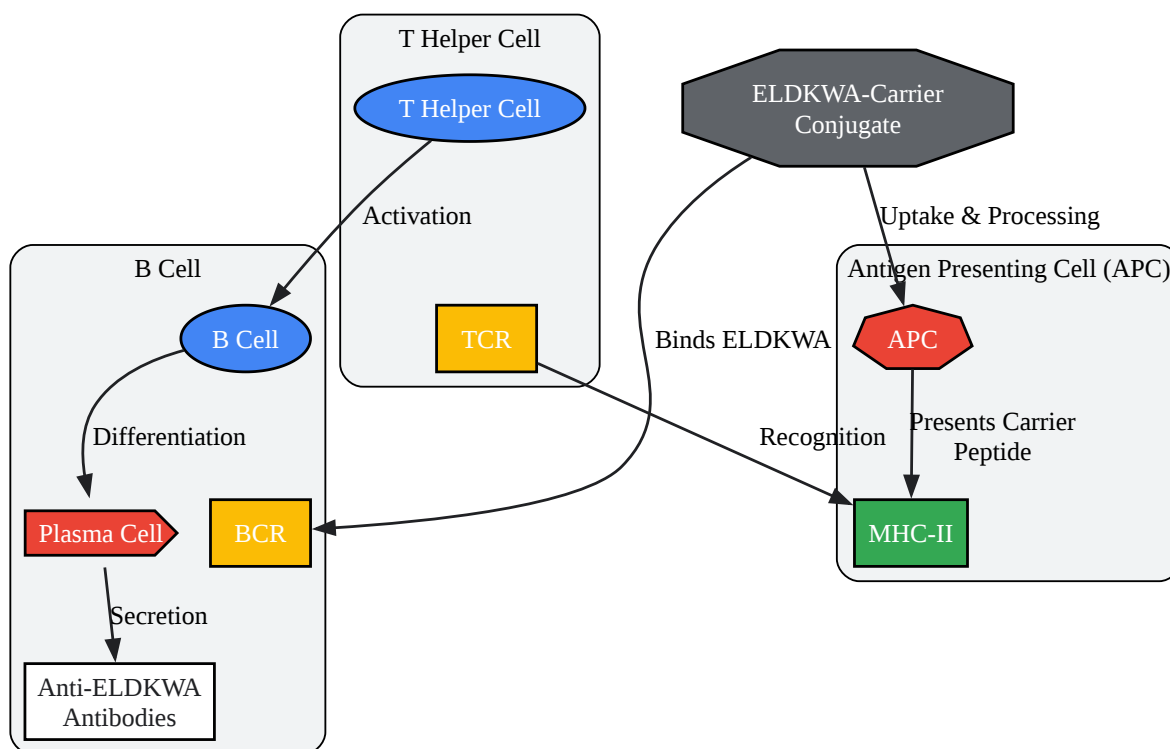 T Helper Cell
T Helper Cell
ELDKWA-Carrier
Conjugate
Activation
Uptake & Processing
B Cell
Antigen Presenting Cell (APC)
B Cell
TCR
Binds ELDKWA
APC
Differentiation
Recognition
Presents Carrier
Peptide
Plasma Cell
BCR
MHC-II
Secretion
Anti-ELDKWA
Antibodies